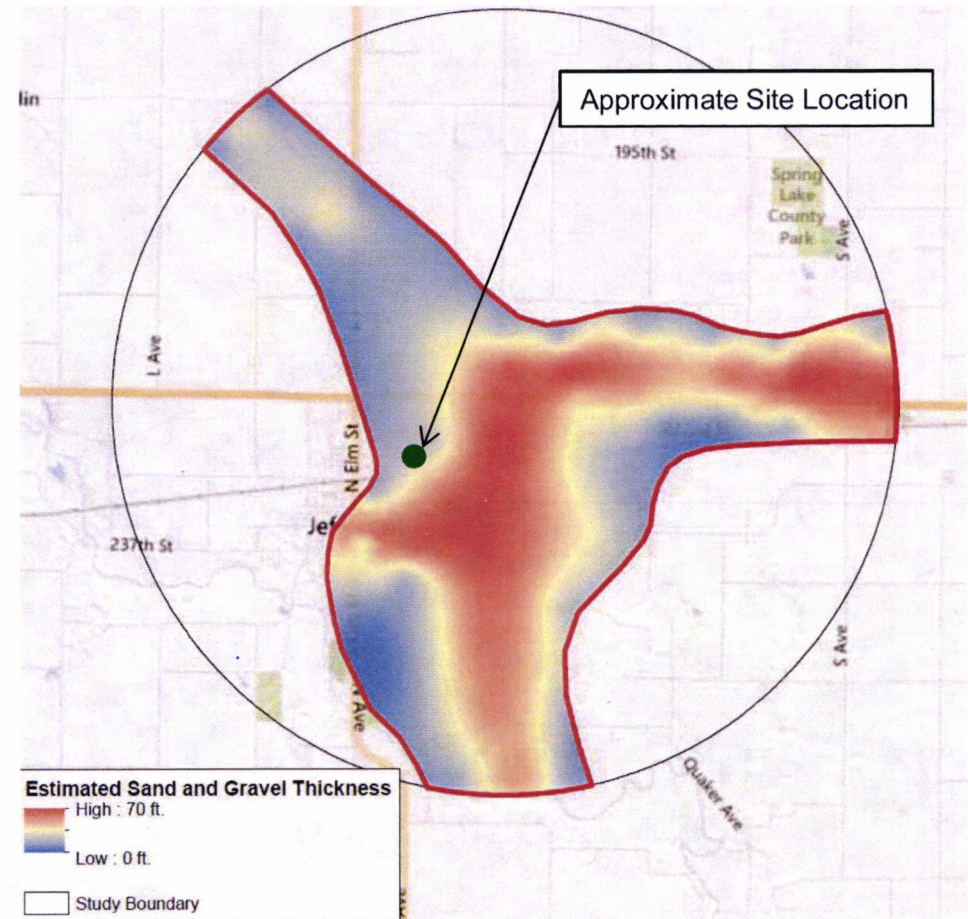 lin
Approximate Site Location
195th St
Spring
Lake
County
Park
S Ave
L Ave
N Elm St
Jef
237th St
S Ave
N Ave
Quaker Ave
Estimated Sand and Gravel Thickness
High : 70 ft.
Low : 0 ft.
Study Boundary